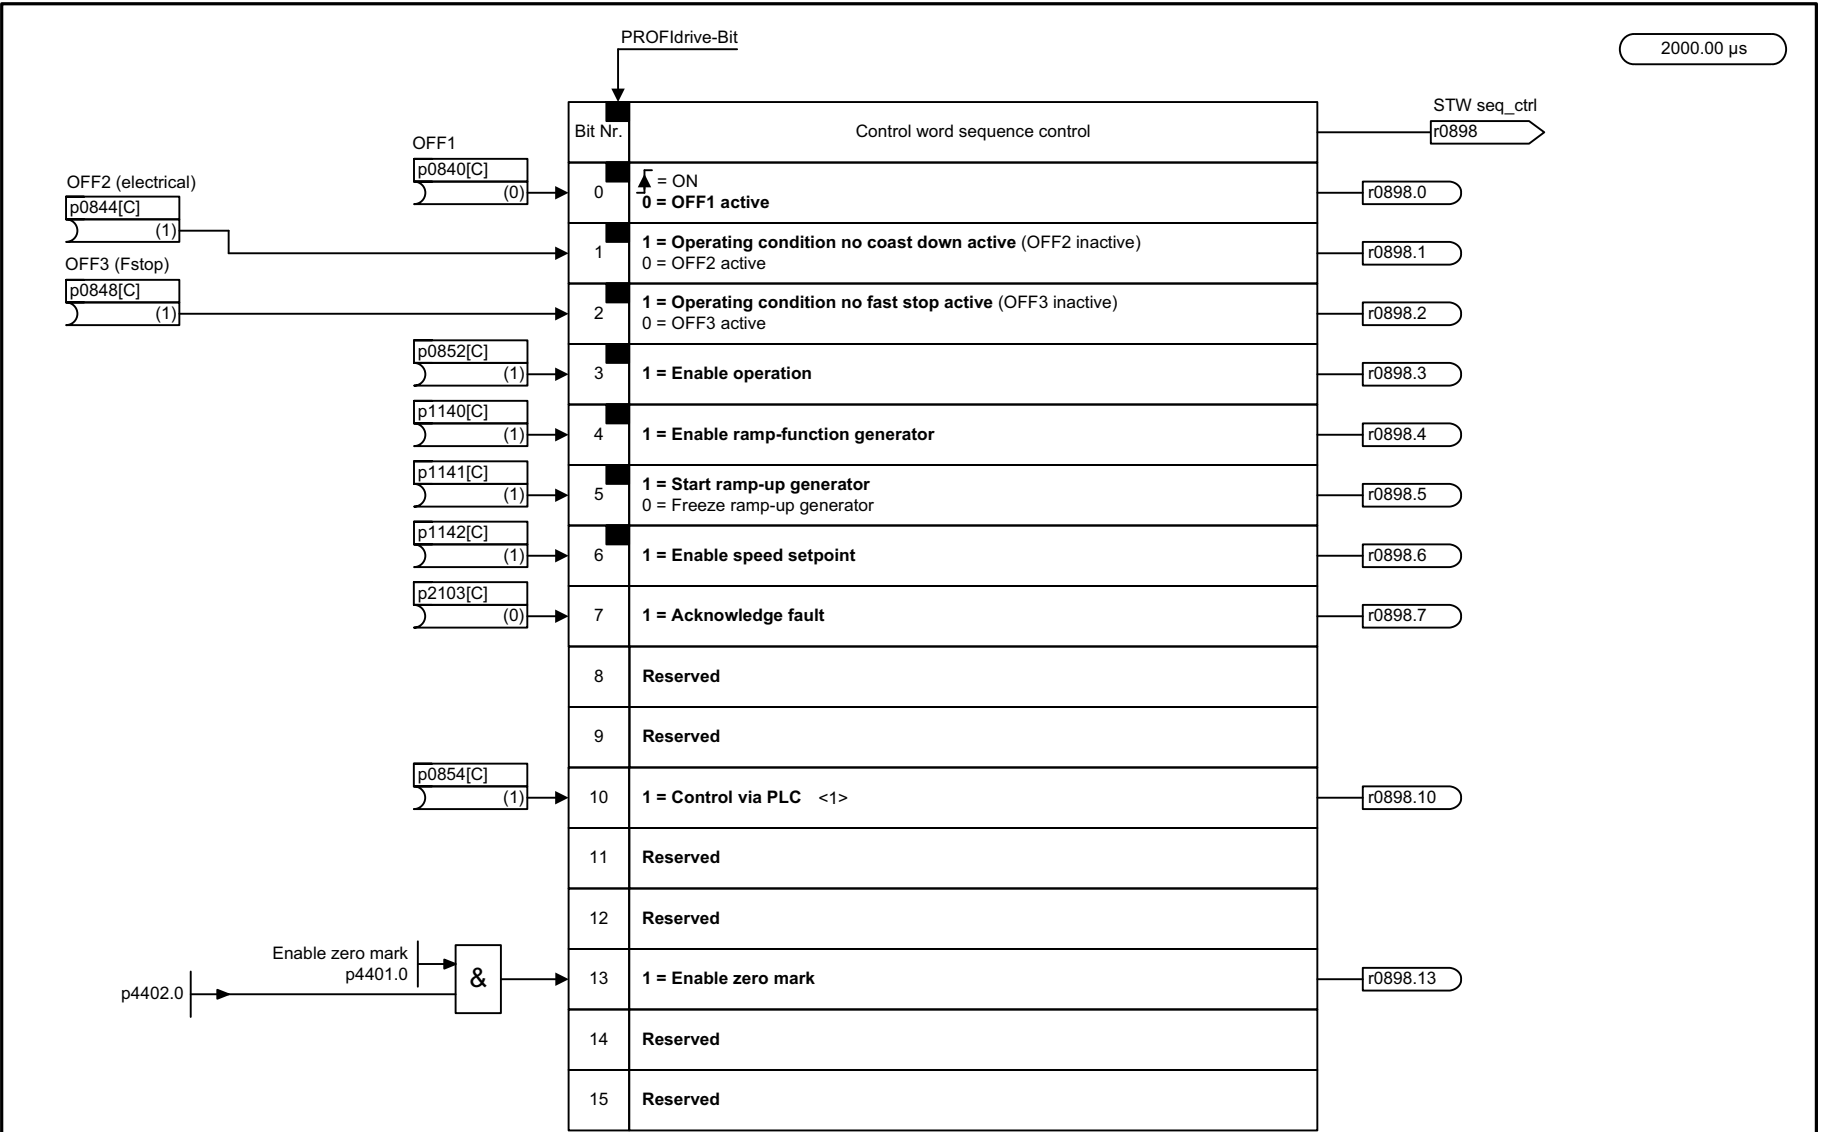 PROFIdrive-Bit
2000.00 µs
Bit Nr.
Control word sequence control
STW seq_ctrl
r0898
OFF1
p0840[C]
(0)
0
= ON
0 = OFF1 active
r0898.0
OFF2 (electrical)
p0844[C]
(1)
1
1 = Operating condition no coast down active (OFF2 inactive)
0 = OFF2 active
r0898.1
OFF3 (Fstop)
p0848[C]
(1)
2
1 = Operating condition no fast stop active (OFF3 inactive)
0 = OFF3 active
r0898.2
p0852[C]
(1)
3
1 = Enable operation
r0898.3
p1140[C]
(1)
4
1 = Enable ramp-function generator
r0898.4
p1141[C]
(1)
5
1 = Start ramp-up generator
0 = Freeze ramp-up generator
r0898.5
p1142[C]
(1)
6
1 = Enable speed setpoint
r0898.6
p2103[C]
(0)
7
1 = Acknowledge fault
r0898.7
8
Reserved
9
Reserved
p0854[C]
(1)
10
1 = Control via PLC <1>
r0898.10
11
Reserved
12
Reserved
Enable zero mark
p4401.0
p4402.0
&
13
1 = Enable zero mark
r0898.13
14
Reserved
15
Reserved